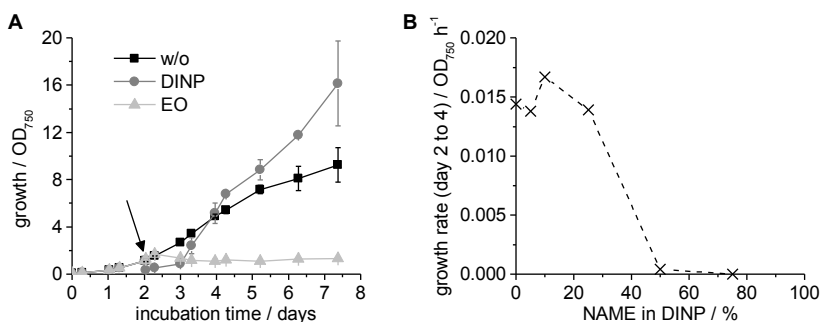 A
growth / OD750
20
16
12
8
4
0
w/o
DINP
EO
0 1 2 3 4 5 6 7 8
incubation time / days
B
growth rate (day 2 to 4) / OD750 h-1
0.020
0.015
0.010
0.005
0.000
0 20 40 60 80 100
NAME in DINP / %